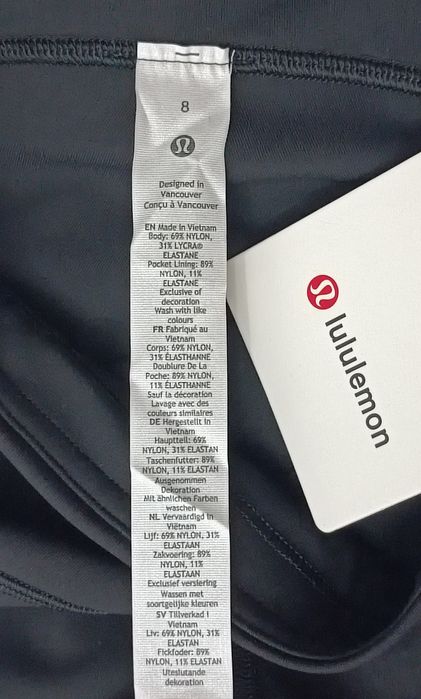 8
Designed in
Vancouver
Conçu à Vancouver
EN Made in Vietnam
Body: 69% NYLON,
31% LYCRA®
ELASTANE
Pocket Lining: 89%
NYLON, 11%
ELASTANE
Exclusive of
decoration
Wash with like
colours
FR Fabriqué au
Vietnam
Corps: 69% NYLON,
31% ÉLASTHANNE
Doublure De La
Poche: 89% NYLON,
11% ÉLASTHANNE
Sauf la décoration
Lavage avec des
couleurs similaires
DE Hergestellt in
Vietnam
Hauptteil: 69%
NYLON, 31% ELASTAN
Taschenfutter: 89%
NYLON, 11% ELASTAN
Ausgenommen
Dekoration
Mit ähnlichen Farben
waschen
NL Vervaardigd in
Vietnam
Lijf: 69% NYLON, 31%
ELASTAAN
Zakvoering: 89%
NYLON, 11%
ELASTAAN
Exclusief versiering
Wassen met
soortgelijke kleuren
SV Tillverkad i
Vietnam
Liv: 69% NYLON, 31%
ELASTAN
Fickfoder: 89%
NYLON, 11% ELASTAN
Uteslutande
dekoration
lululemon